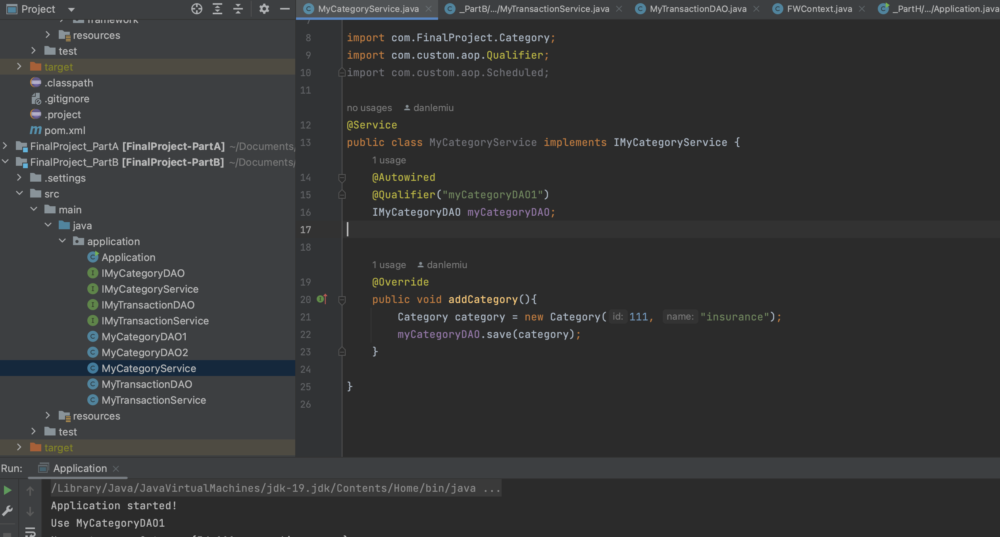 Project
MyCategoryService.java
_PartB/.../MyTransactionService.java
MyTransactionDAO.java
FWContext.java
_PartH/.../Application.java
framework
resources
test
target
.classpath
.gitignore
.project
m pom.xml
FinalProject_PartA [FinalProject-PartA] ~/Documents/
FinalProject_PartB [FinalProject-PartB] ~/Documents/
.settings
src
main
java
application
Application
IMyCategoryDAO
IMyCategoryService
IMyTransactionDAO
IMyTransactionService
MyCategoryDAO1
MyCategoryDAO2
MyCategoryService
MyTransactionDAO
MyTransactionService
resources
test
target
7
8 import com.FinalProject.Category;
9 import com.custom.aop.Qualifier;
10 import com.custom.aop.Scheduled;
11
no usages danlemiu
12 @Service
13 public class MyCategoryService implements IMyCategoryService {
1 usage
14 @Autowired
15 @Qualifier("myCategoryDAO1")
16 IMyCategoryDAO myCategoryDAO;
17
18
1 usage danlemiu
19 @Override
20 public void addCategory(){
21 Category category = new Category( id: 111, name: "insurance");
22 myCategoryDAO.save(category);
23 }
24
25 }
26
Run: Application
/Library/Java/JavaVirtualMachines/jdk-19.jdk/Contents/Home/bin/java ...
Application started!
Use MyCategoryDAO1